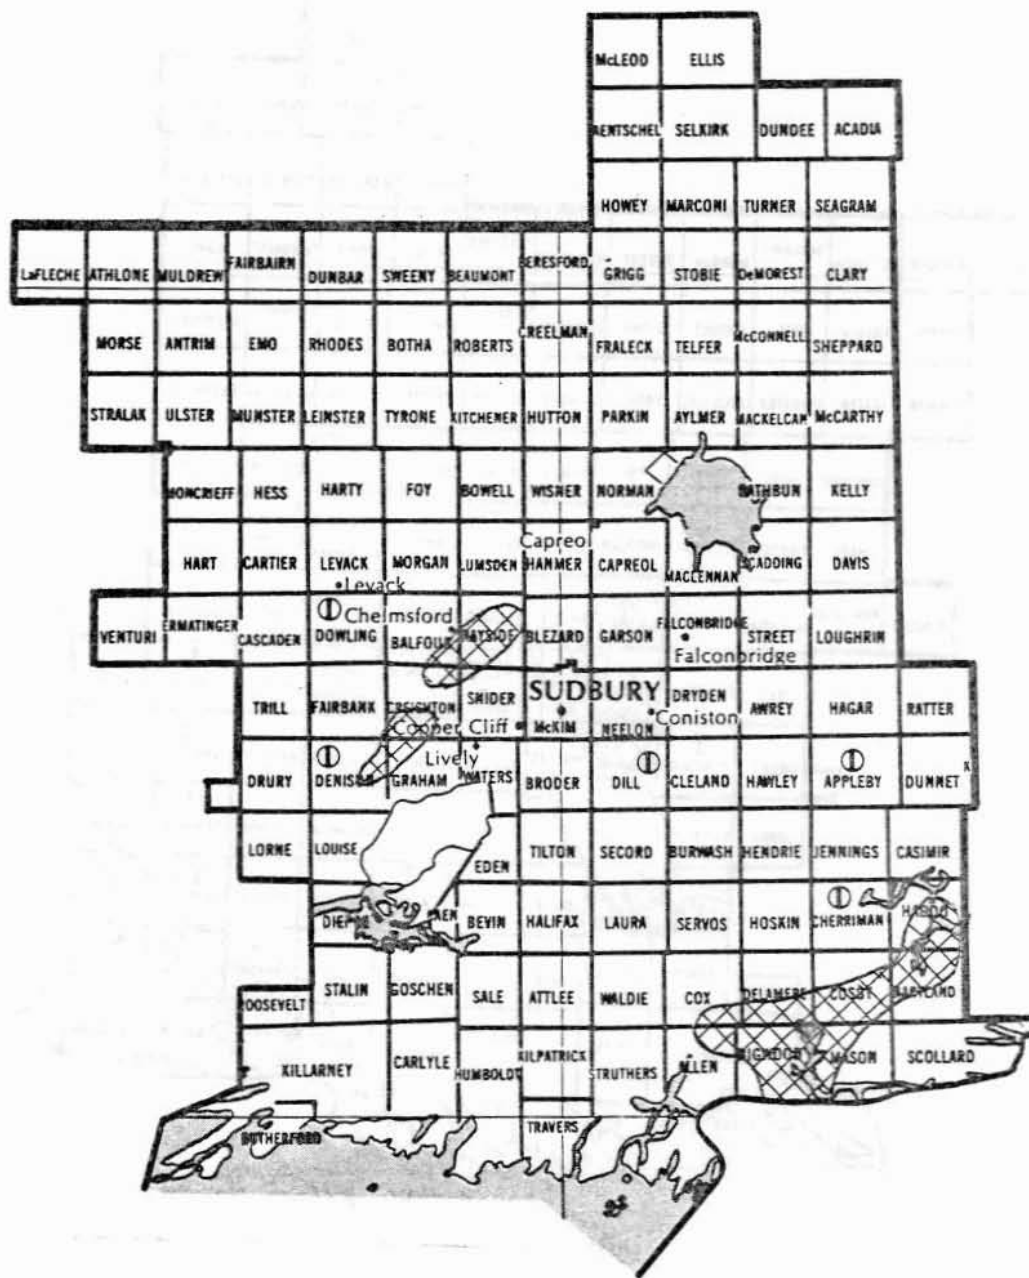 McLEOD ELLIS
AENTSCHEL SELKIRK DUNDEE ACADIA
HOWEY MARCONI TURNER SEAGRAM
LaFLECHE ATHLONE MULDREW FAIRBAIRN DUNBAR SWEENY BEAUMONT BERESFORD GRIGG STOBIE DeMOREST CLARY
MORSE ANTRIM EMO RHODES BOTHA ROBERTS CREELMAN FRALECK TELFER McCONNELL SHEPPARD
STRALAK ULSTER MUNSTER LEINSTER TYRONE KITCHENER HUTTON PARKIN AYLMER MACKELCAN McCARTHY
MONCRIEFF HESS HARTY FOY BOWELL WISNER NORMAN RATHBUN KELLY
Capreol
HART CARTIER LEVACK MORGAN LUMSDEN HANMER CAPREOL MACLENNAN SCADDING DAVIS
Levack
Chelmsford
VENTURI ERMATINGER CASCADEN DOWLING BALFOUR RAYSIDE BLEZARD GARSON FALCONBRIDGE STREET LOUGHRIN
Falconbridge
TRILL FAIRBANK CREIGHTON SNIDER SUDBURY DRYDEN AWREY HAGAR RATTER
Copper Cliff McKIM NEELON Coniston
Lively
DRURY DENISON GRAHAM WATERS BRODER DILL CLELAND HAWLEY APPLEBY DUNNET x
LORNE LOUISE EDEN TILTON SECORD BURWASH HENDRIE JENNINGS CASIMIR
DIEPPE CAEN BEVIN HALIFAX LAURA SERVOS HOSKIN CHERRIMAN HADDO
ROOSEVELT STALIN GOSCHEN SALE ATTLEE WALDIE COX DELAMERE COSBY MARTLAND
KILLARNEY CARLYLE HUMBOLDT KILPATRICK STRUTHERS ALLEN BIGWOOD MASON SCOLLARD
RUTHERFORD TRAVERS